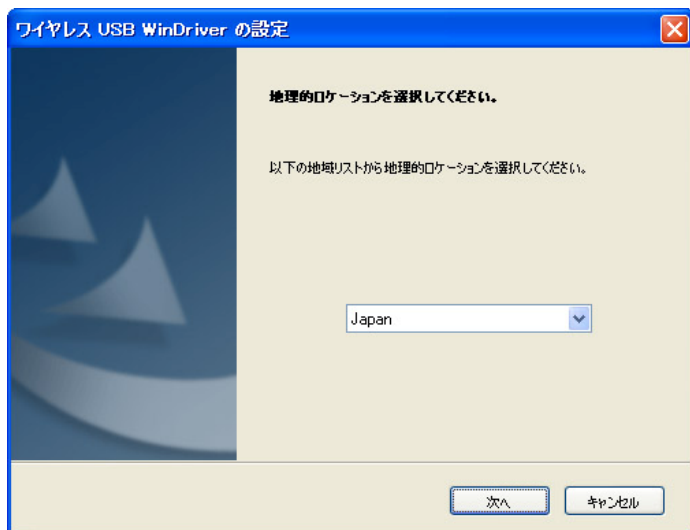 ワイヤレス USB WinDriver の設定
地理的ロケーションを選択してください。
以下の地域リストから地理的ロケーションを選択してください。
Japan
次へ
キャンセル